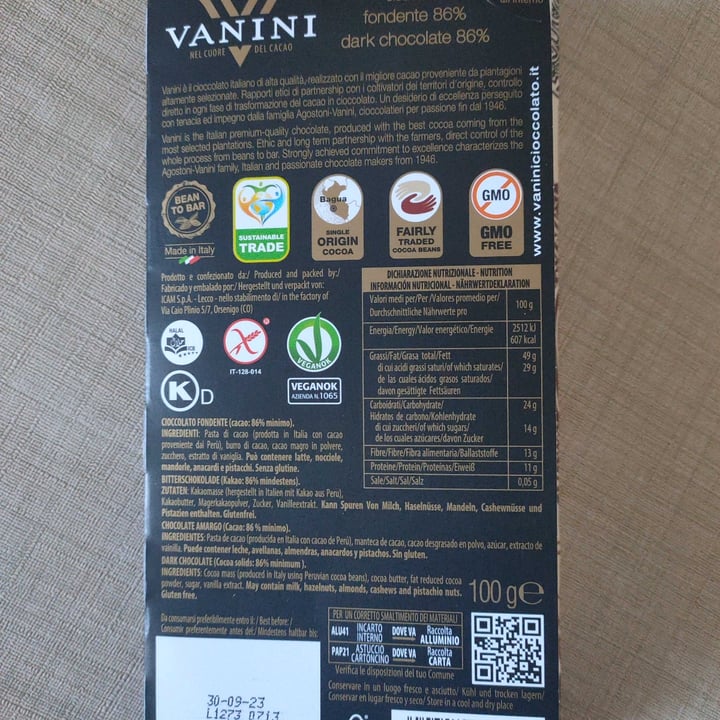 VANINI
NEL CUORE DEL CACAO
fondente 86%
dark chocolate 86%
all'interno
Vanini è il cioccolato italiano di alta qualità, realizzato con il migliore cacao proveniente da piantagioni
altamente selezionate. Rapporti etici di partnership con i coltivatori dei territori d'origine, controllo
diretto in ogni fase di trasformazione del cacao in cioccolato. Un desiderio di eccellenza perseguito
con tenacia ed impegno dalla famiglia Agostoni-Vanini, cioccolatieri per passione fin dal 1946.
Vanini is the Italian premium-quality chocolate, produced with the best cocoa coming from the
most selected plantations. Ethic and long term partnership with the farmers, direct control of the
whole process from beans to bar. Strongly achieved commitment to excellence characterizes the
Agostoni-Vanini family, Italian and passionate chocolate makers from 1946.
www.vaninicioccolato.it
BEAN
TO BAR
Made in Italy
SUSTAINABLE
TRADE
Bagua
SINGLE
ORIGIN
COCOA
FAIRLY
TRADED
COCOA BEANS
GMO
GMO
FREE
Prodotto e confezionato da:/ Produced and packed by:/
Fabricado y embalado por:/ Hergestellt und verpackt von:
ICAM S.p.A. - Lecco - nello stabilimento di/ in the factory of
Via Caio Plinio 5/7, Orsenigo (CO)
HALAL
IT-128-014
VEGANOK
VEGANOK
AZIENDA N.1065
K D
DICHIARAZIONE NUTRIZIONALE - NUTRITION
INFORMACIÓN NUTRICIONAL - NÄHRWERTDEKLARATION
Valori medi per/Per /Valores promedio per/
Durchschnittliche Nährwerte pro 100 g
Energia/Energy/Valor energético/Energie 2512 kJ
607 kcal
Grassi/Fat/Grasa total/Fett 49 g
di cui acidi grassi saturi/of which saturates/ 29 g
de las cuales ácidos grasos saturados/
davon gesättigte Fettsäuren
Carboidrati/Carbohydrate/ 24 g
Hidratos de carbono/Kohlenhydrate
di cui zuccheri/of which sugars/ 14 g
de los cuales azúcares/davon Zucker
Fibre/Fibre/Fibra alimentaria/Ballaststoffe 13 g
Proteine/Protein/Proteinas/Eiweiß 11 g
Sale/Salt/Sal/Salz 0,05 g
CIOCCOLATO FONDENTE (cacao: 86% minimo).
INGREDIENTI: Pasta di cacao (prodotta in Italia con cacao
proveniente dal Perù), burro di cacao, cacao magro in polvere,
zucchero, estratto di vaniglia. Può contenere latte, nocciole,
mandorle, anacardi e pistacchi. Senza glutine.
BITTERSCHOKOLADE (Kakao: 86% mindestens).
ZUTATEN: Kakaomasse (hergestellt in Italien mit Kakao aus Peru),
Kakaobutter, Magerkakaopulver, Zucker, Vanilleextrakt. Kann Spuren Von Milch, Haselnüsse, Mandeln, Cashewnüsse und
Pistazien enthalten. Glutenfrei.
CHOCOLATE AMARGO (Cacao: 86 % minimo).
INGREDIENTES: Pasta de cacao (producida en Italia con cacao de Perú), manteca de cacao, cacao desgrasado en polvo, azúcar, extracto de
vainilla. Puede contener leche, avellanas, almendras, anacardos y pistachos. Sin gluten.
DARK CHOCOLATE (Cocoa solids: 86% minimum ).
INGREDIENTS: Cocoa mass (produced in Italy using Peruvian cocoa beans), cocoa butter, fat reduced cocoa
powder, sugar, vanilla extract. May contain milk, hazelnuts, almonds, cashews and pistachio nuts.
Gluten free.
100 g e
Da consumarsi preferibilmente entro il: / Best before: /
Consumir preferentemente antes del:/ Mindestens haltbar bis:
30-09-23
L1273 0713
PER UN CORRETTO SMALTIMENTO DEI MATERIALI
ALU41 INCARTO INTERNO DOVE VA Raccolta ALLUMINIO
PAP21 ASTUCCIO CARTONCINO DOVE VA Raccolta CARTA
Verifica le disposizioni del tuo Comune
Conservare in un luogo fresco e asciutto/ Kühl und trocken lagern/
Conservar en lugar fresco y seco/ Store in a cool and dry place